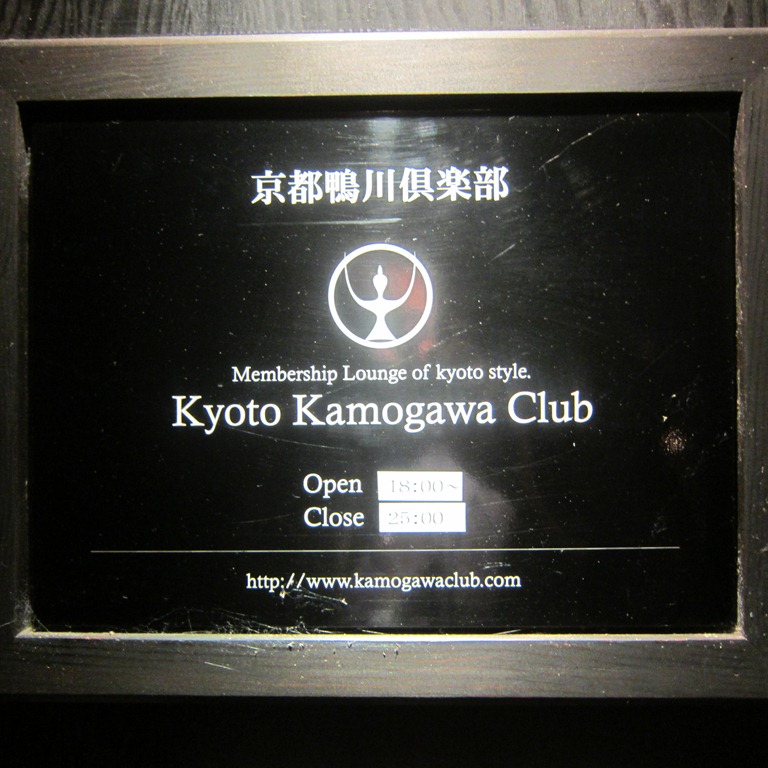 京都鴨川倶楽部
Membership Lounge of kyoto style.
Kyoto Kamogawa Club
Open 18:00~
Close 25:00
http://www.kamogawaclub.com